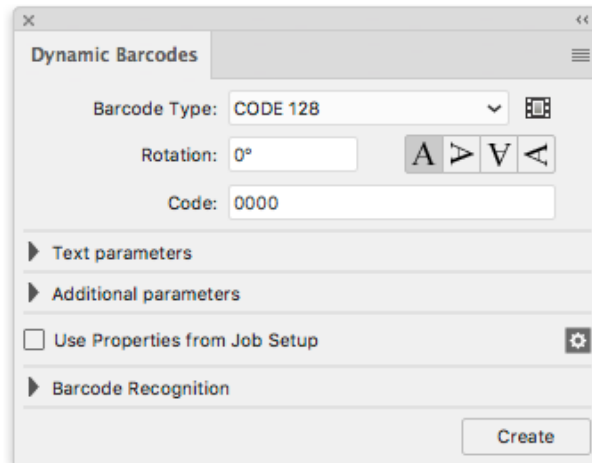 Dynamic Barcodes
Barcode Type: CODE 128
Rotation: 0° A A A A
Code: 0000
Text parameters
Additional parameters
Use Properties from Job Setup
Barcode Recognition
Create